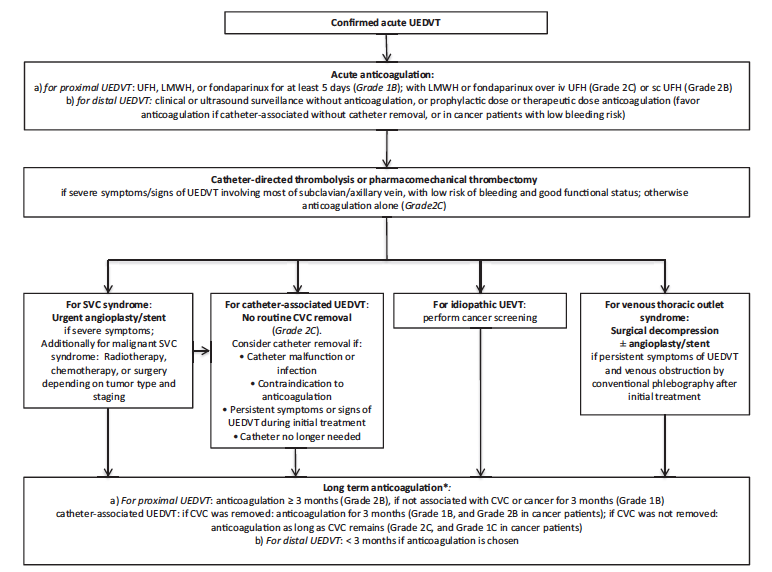 Confirmed acute UEDVT
Acute anticoagulation:
a) for proximal UEDVT: UFH, LMWH, or fondaparinux for at least 5 days (Grade 1B); with LMWH or fondaparinux over iv UFH (Grade 2C) or sc UFH (Grade 2B)
b) for distal UEDVT: clinical or ultrasound surveillance without anticoagulation, or prophylactic dose or therapeutic dose anticoagulation (favor
anticoagulation if catheter-associated without catheter removal, or in cancer patients with low bleeding risk)
Catheter-directed thrombolysis or pharmacomechanical thrombectomy
if severe symptoms/signs of UEDVT involving most of subclavian/axillary vein, with low risk of bleeding and good functional status; otherwise
anticoagulation alone (Grade2C)
For SVC syndrome:
Urgent angioplasty/stent
if severe symptoms;
Additionally for malignant SVC
syndrome: Radiotherapy,
chemotherapy, or surgery
depending on tumor type and
staging
For catheter-associated UEDVT:
No routine CVC removal
(Grade 2C).
Consider catheter removal if:
• Catheter malfunction or
infection
• Contraindication to
anticoagulation
• Persistent symptoms or signs of
UEDVT during initial treatment
• Catheter no longer needed
For idiopathic UEVT:
perform cancer screening
For venous thoracic outlet
syndrome:
Surgical decompression
± angioplasty/stent
if persistent symptoms of UEDVT
and venous obstruction by
conventional phlebography after
initial treatment
Long term anticoagulation*:
a) For proximal UEDVT: anticoagulation ≥ 3 months (Grade 2B), if not associated with CVC or cancer for 3 months (Grade 1B)
catheter-associated UEDVT: if CVC was removed: anticoagulation for 3 months (Grade 1B, and Grade 2B in cancer patients); if CVC was not removed:
anticoagulation as long as CVC remains (Grade 2C, and Grade 1C in cancer patients)
b) For distal UEDVT: < 3 months if anticoagulation is chosen